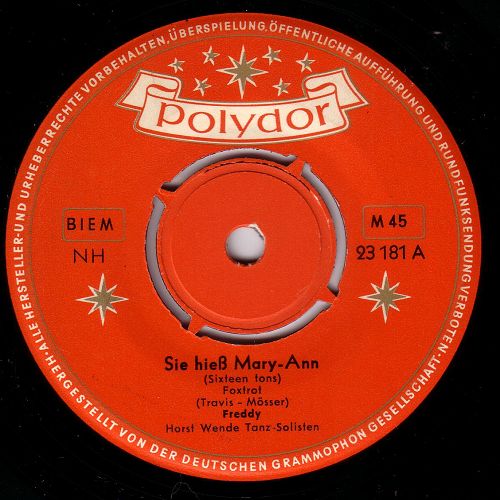 ALLE HERSTELLER- UND URHEBERRECHTE VORBEHALTEN, ÜBERSPIELUNG, ÖFFENTLICHE AUFFÜHRUNG UND RUNDFUNKSENDUNG VERBOTEN
polydor
BIEM
M 45
NH
23 181 A
Sie hieß Mary-Ann
(Sixteen tons)
Foxtrot
(Travis - Mösser)
Freddy
Horst Wende Tanz-Solisten
HERGESTELLT VON DER DEUTSCHEN GRAMMOPHON GESELLSCHAFT